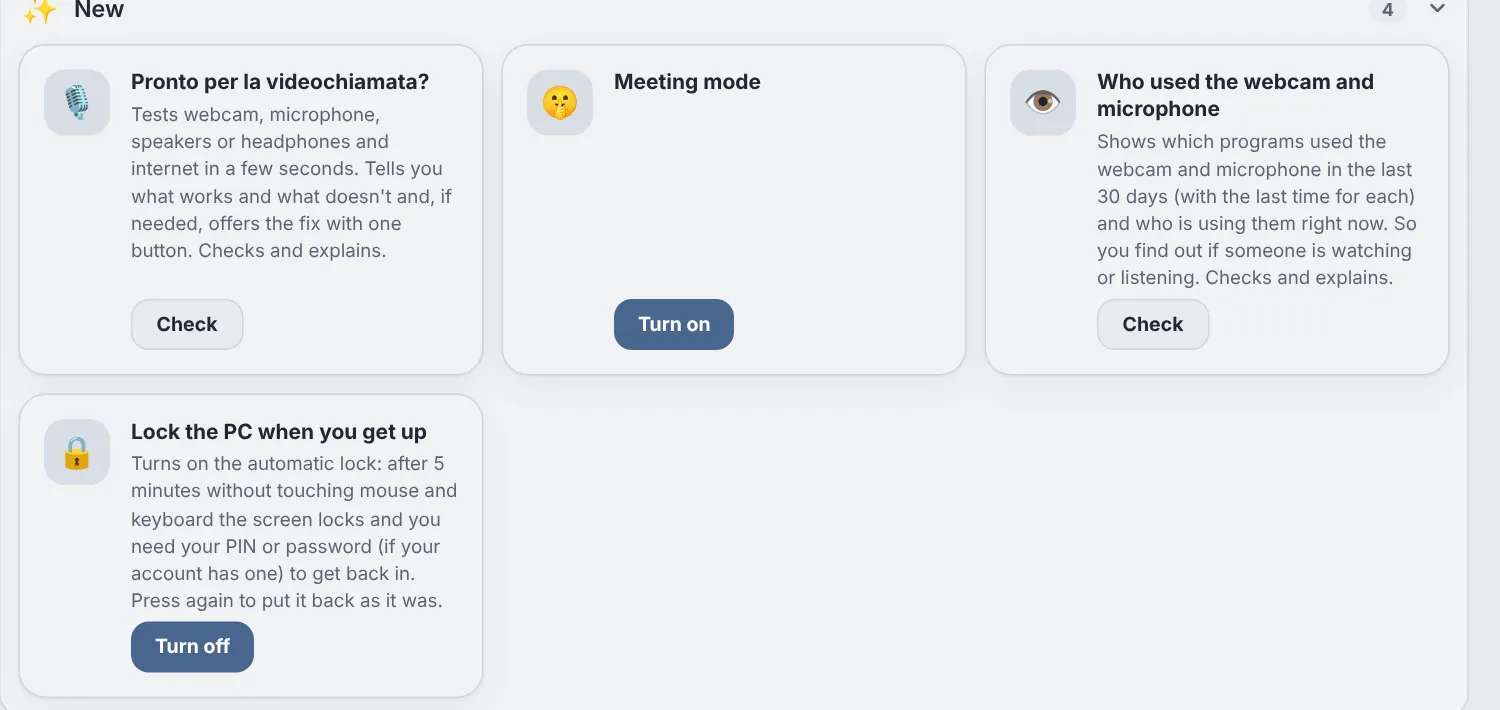 New
4
Pronto per la videochiamata?
Tests webcam, microphone,
speakers or headphones and
internet in a few seconds. Tells you
what works and what doesn't and, if
needed, offers the fix with one
button. Checks and explains.
Check
Meeting mode
Turn on
Who used the webcam and
microphone
Shows which programs used the
webcam and microphone in the last
30 days (with the last time for each)
and who is using them right now. So
you find out if someone is watching
or listening. Checks and explains.
Check
Lock the PC when you get up
Turns on the automatic lock: after 5
minutes without touching mouse and
keyboard the screen locks and you
need your PIN or password (if your
account has one) to get back in.
Press again to put it back as it was.
Turn off